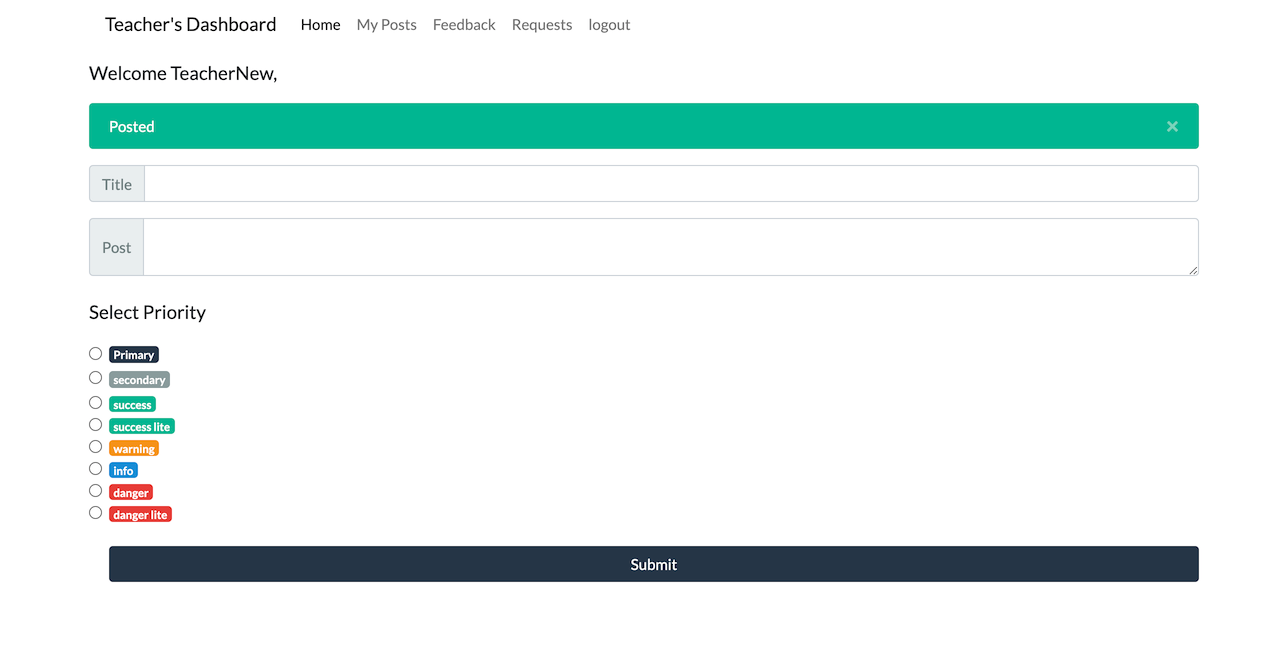 Teacher's Dashboard Home My Posts Feedback Requests logout
Welcome TeacherNew,
Posted ×
Title
Post
Select Priority
Primary
secondary
success
success lite
warning
info
danger
danger lite
Submit